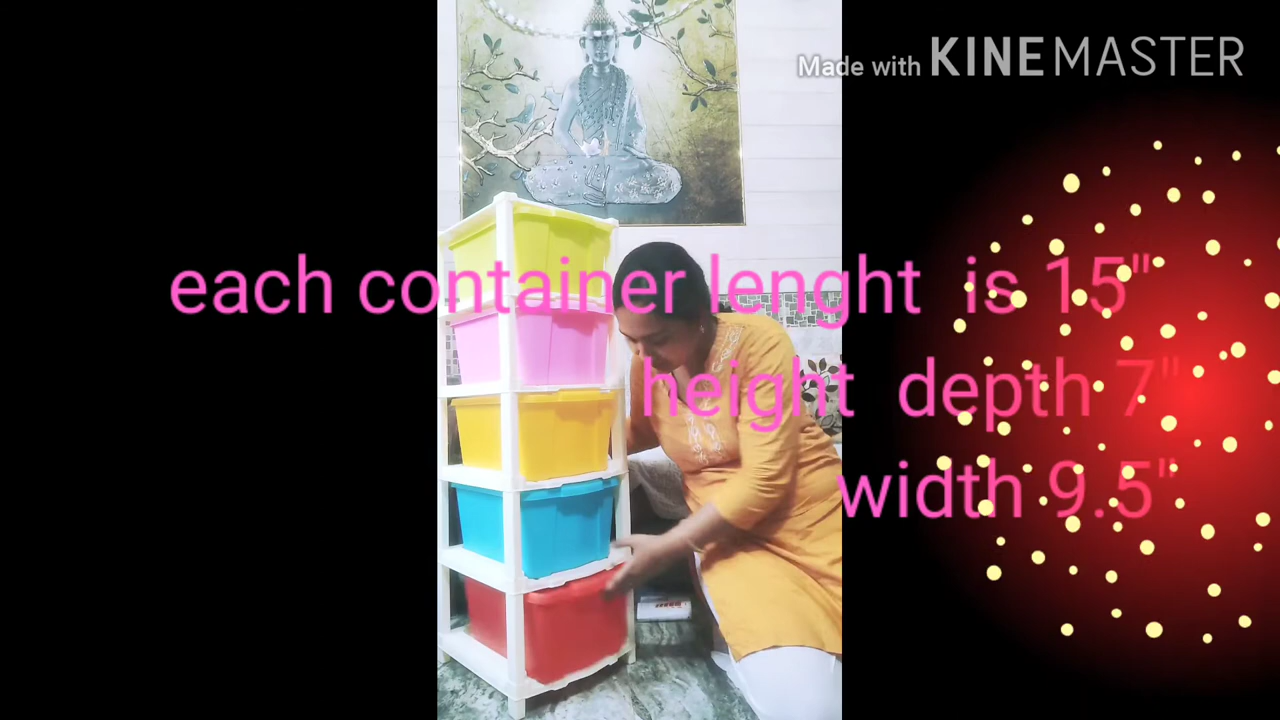 Made with KINEMASTER
each container lenght is 15"
height depth 7"
width 9.5"